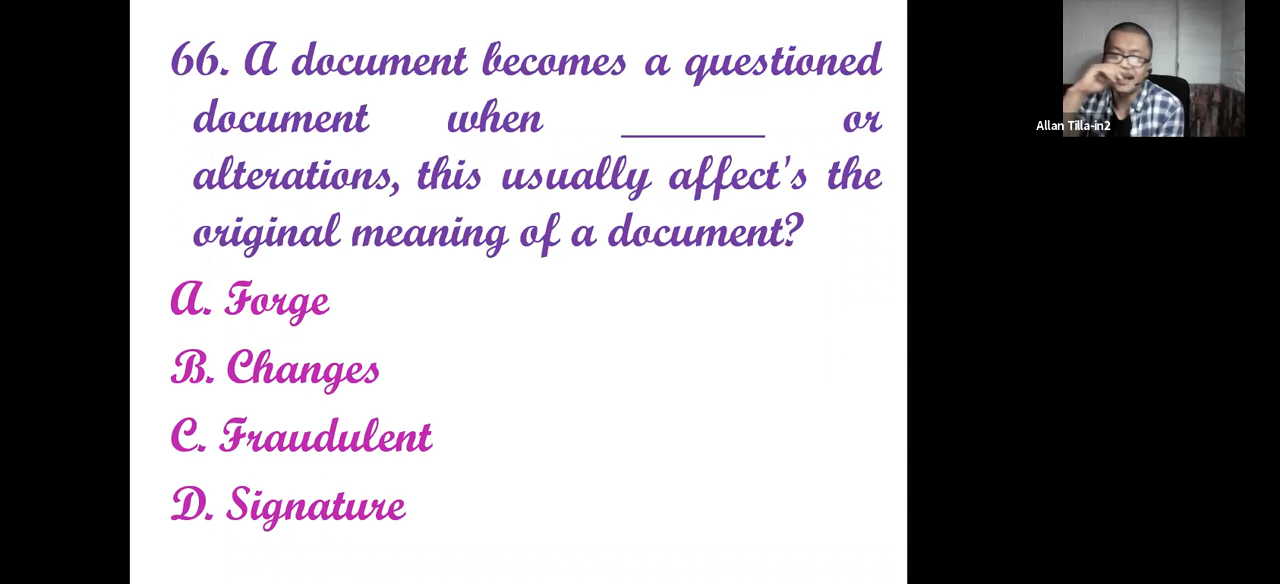 66. A document becomes a questioned
document when ________ or
alterations, this usually affect's the
original meaning of a document?
A. Forge
B. Changes
C. Fraudulent
D. Signature
Allan Tilla-in2